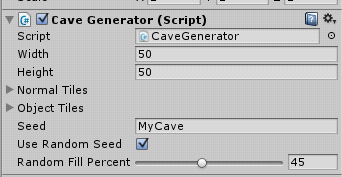 Cave Generator (Script)
Script CaveGenerator
Width 50
Height 50
Normal Tiles
Object Tiles
Seed MyCave
Use Random Seed
Random Fill Percent 45